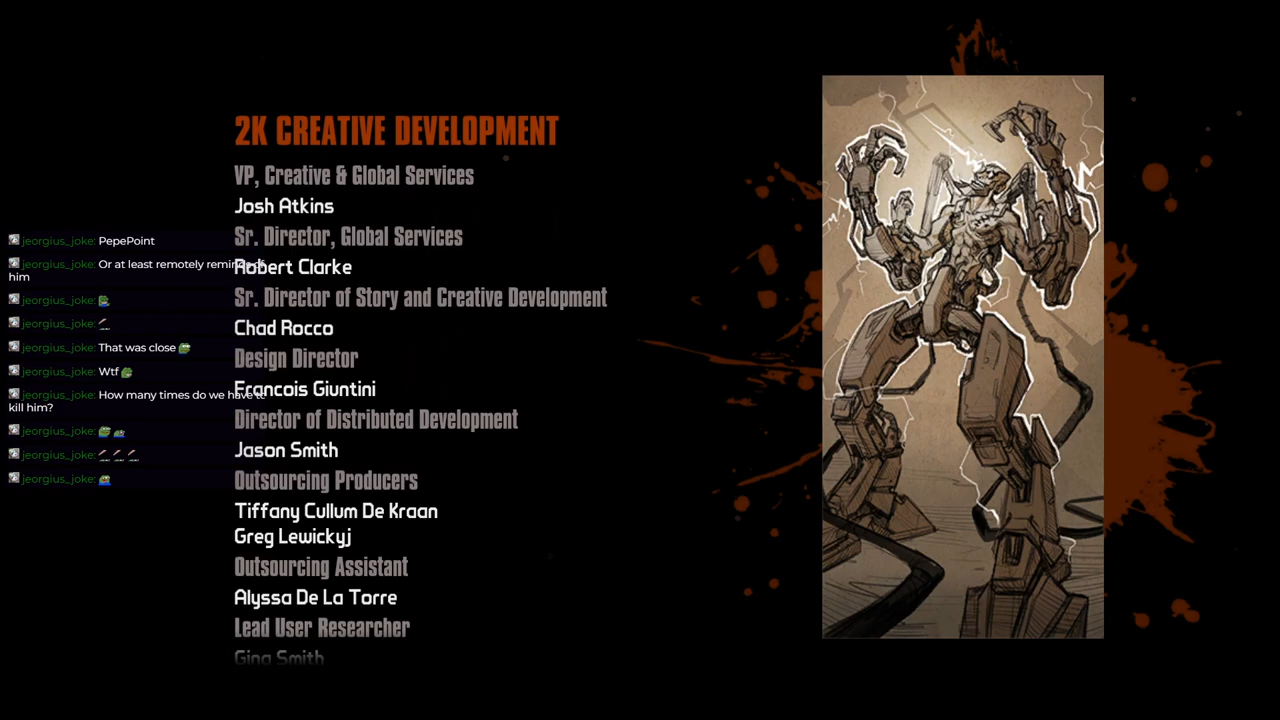 2K CREATIVE DEVELOPMENT
VP, Creative & Global Services
Josh Atkins
Sr. Director, Global Services
Robert Clarke
Sr. Director of Story and Creative Development
Chad Rocco
Design Director
Francois Giuntini
Director of Distributed Development
Jason Smith
Outsourcing Producers
Tiffany Cullum De Kraan
Greg Lewickyj
Outsourcing Assistant
Alyssa De La Torre
Lead User Researcher
Gina Smith
jeorgius_joke: PepePoint
jeorgius_joke: Or at least remotely
him
jeorgius_joke:
jeorgius_joke:
jeorgius_joke: That was close
jeorgius_joke: Wtf
jeorgius_joke: How many times do we have to
kill him?
jeorgius_joke:
jeorgius_joke:
jeorgius_joke: